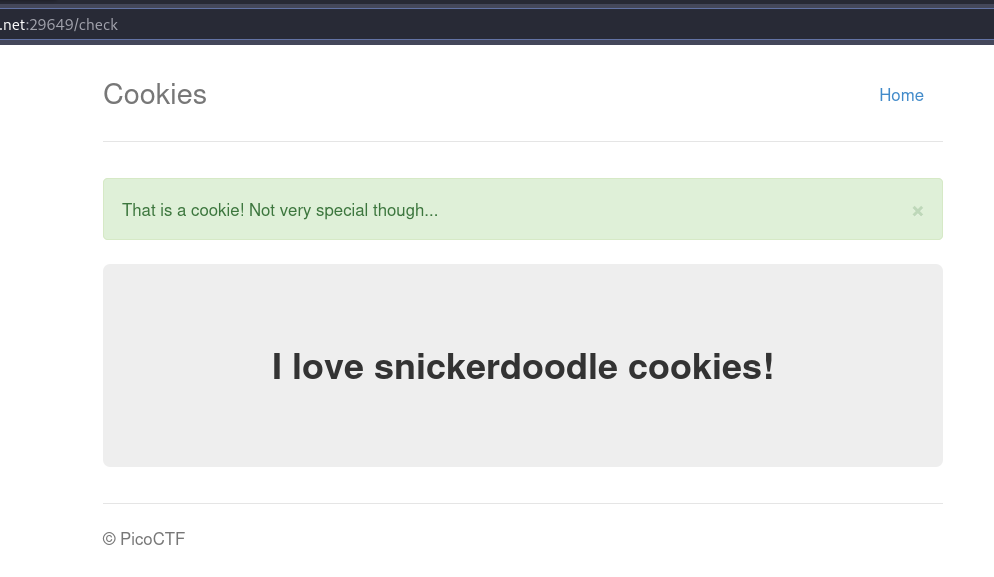 .net:29649/check
Cookies
Home
That is a cookie! Not very special though...
×
I love snickerdoodle cookies!
© PicoCTF